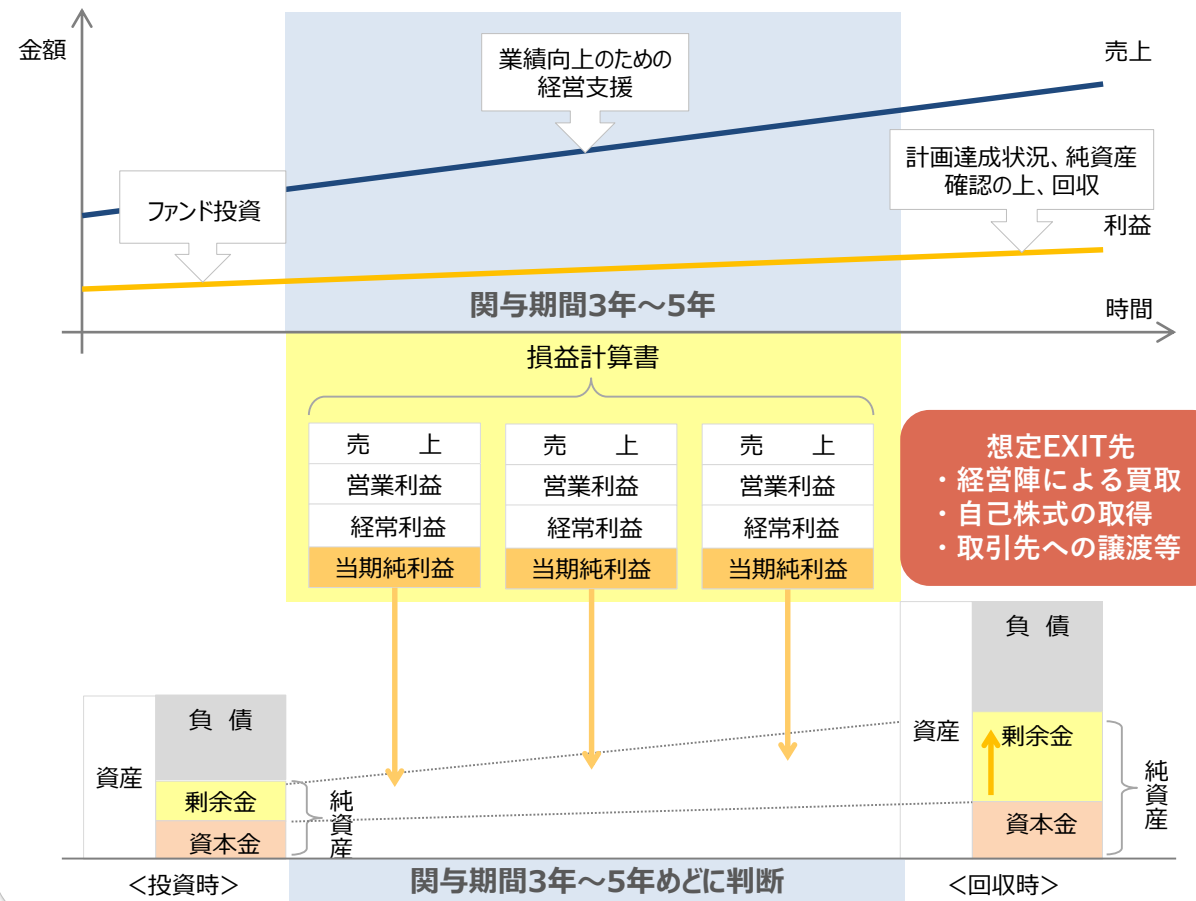 金額
業績向上のための
経営支援
売上
ファンド投資
計画達成状況、純資産
確認の上、回収
利益
関与期間3年～5年
時間
損益計算書
売　上
営業利益
経常利益
当期純利益
売　上
営業利益
経常利益
当期純利益
売　上
営業利益
経常利益
当期純利益
想定EXIT先
・経営陣による買取
・自己株式の取得
・取引先への譲渡等
資産
負 債
剰余金
資本金
純資産
資産
負 債
剰余金
資本金
純資産
＜投資時＞
関与期間3年～5年めどに判断
＜回収時＞